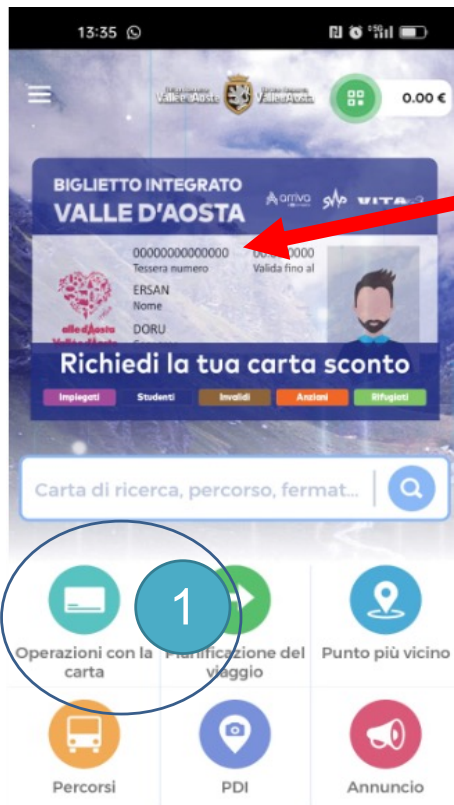 13:35
5G
0.00 €
BIGLIETTO INTEGRATO
VALLE D'AOSTA
arriva
00000000000000
Tessera numero
Valida fino al
ERSAN
Nome
DORU
Richiedi la tua carta sconto
Impiegati Studenti Invalidi Anziani Rifugiati
Carta di ricerca, percorso, fermat...
1
Operazioni con la carta
Pianificazione del viaggio
Punto più vicino
Percorsi
PDI
Annuncio